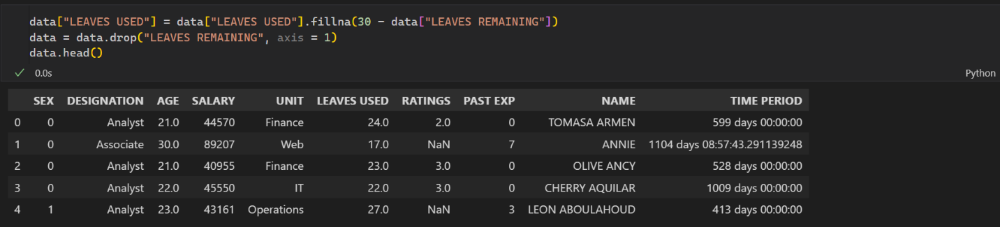 data["LEAVES USED"] = data["LEAVES USED"].fillna(30 - data["LEAVES REMAINING"])
data = data.drop("LEAVES REMAINING", axis = 1)
data.head()
0.0s Python
SEX DESIGNATION AGE SALARY UNIT LEAVES USED RATINGS PAST EXP NAME TIME PERIOD
0 0 Analyst 21.0 44570 Finance 24.0 2.0 0 TOMASA ARMEN 599 days 00:00:00
1 0 Associate 30.0 89207 Web 17.0 NaN 7 ANNIE 1104 days 08:57:43.291139248
2 0 Analyst 21.0 40955 Finance 23.0 3.0 0 OLIVE ANCY 528 days 00:00:00
3 0 Analyst 22.0 45550 IT 22.0 3.0 0 CHERRY AQUILAR 1009 days 00:00:00
4 1 Analyst 23.0 43161 Operations 27.0 NaN 3 LEON ABOULAHOUD 413 days 00:00:00